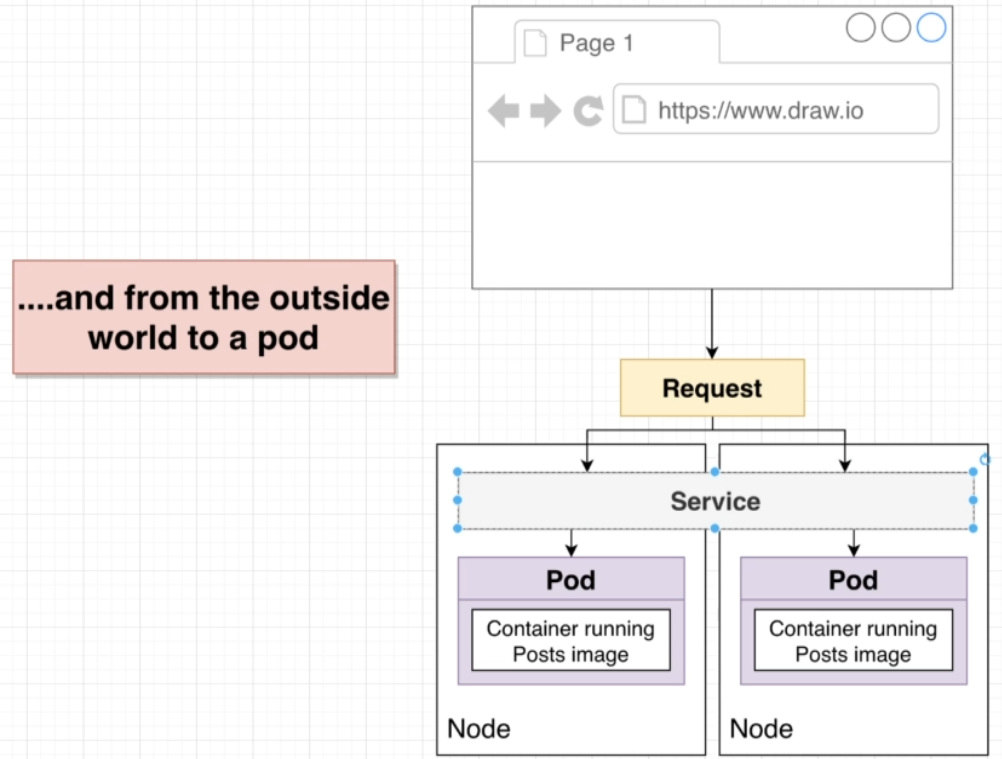 Page 1
https://www.draw.io
....and from the outside
world to a pod
Request
Service
Pod
Pod
Container running
Posts image
Container running
Posts image
Node
Node